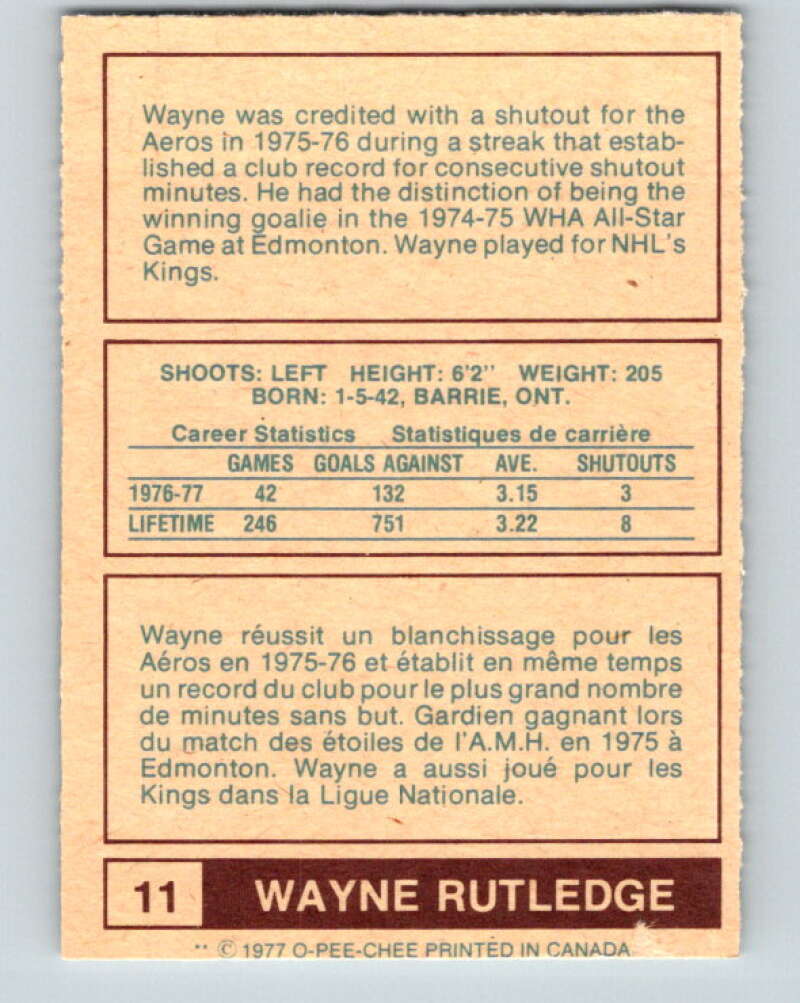 Wayne was credited with a shutout for the
Aeros in 1975-76 during a streak that estab-
lished a club record for consecutive shutout
minutes. He had the distinction of being the
winning goalie in the 1974-75 WHA All-Star
Game at Edmonton. Wayne played for NHL's
Kings.
SHOOTS: LEFT HEIGHT: 6'2" WEIGHT: 205
BORN: 1-5-42, BARRIE, ONT.
Career Statistics Statistiques de carrière
GAMES GOALS AGAINST AVE. SHUTOUTS
1976-77 42 132 3.15 3
LIFETIME 246 751 3.22 8
Wayne réussit un blanchissage pour les
Aéros en 1975-76 et établit en même temps
un record du club pour le plus grand nombre
de minutes sans but. Gardien gagnant lors
du match des étoiles de l'A.M.H. en 1975 à
Edmonton. Wayne a aussi joué pour les
Kings dans la Ligue Nationale.
11 WAYNE RUTLEDGE
** © 1977 O-PEE-CHEE PRINTED IN CANADA